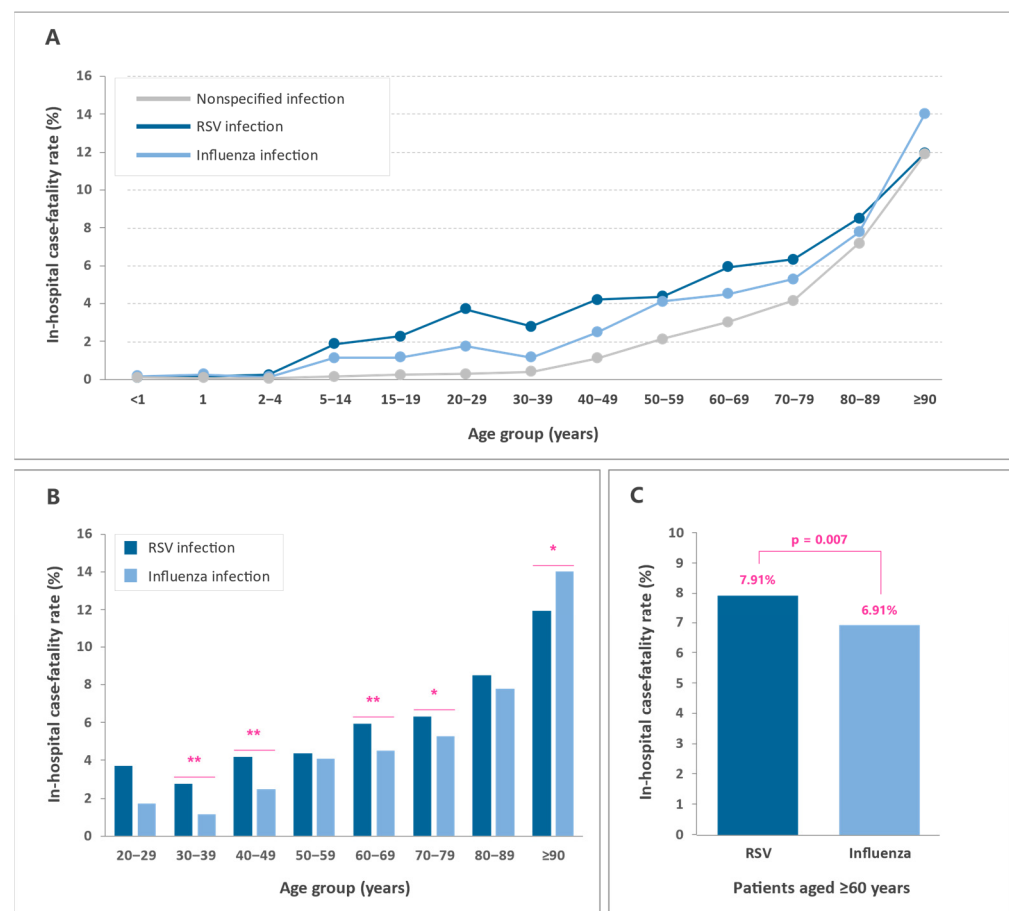 A
In-hospital case-fatality rate (%)
16
14
12
10
8
6
4
2
0
Nonspecified infection
RSV infection
Influenza infection
<1 1 2–4 5–14 15–19 20–29 30–39 40–49 50–59 60–69 70–79 80–89 ≥90
Age group (years)
B
In-hospital case-fatality rate (%)
16
14
12
10
8
6
4
2
0
RSV infection
Influenza infection
** ** ** * *
20–29 30–39 40–49 50–59 60–69 70–79 80–89 ≥90
Age group (years)
C
In-hospital case-fatality rate (%)
10
9
8
7
6
5
4
3
2
1
0
p = 0.007
7.91%
6.91%
RSV Influenza
Patients aged ≥60 years